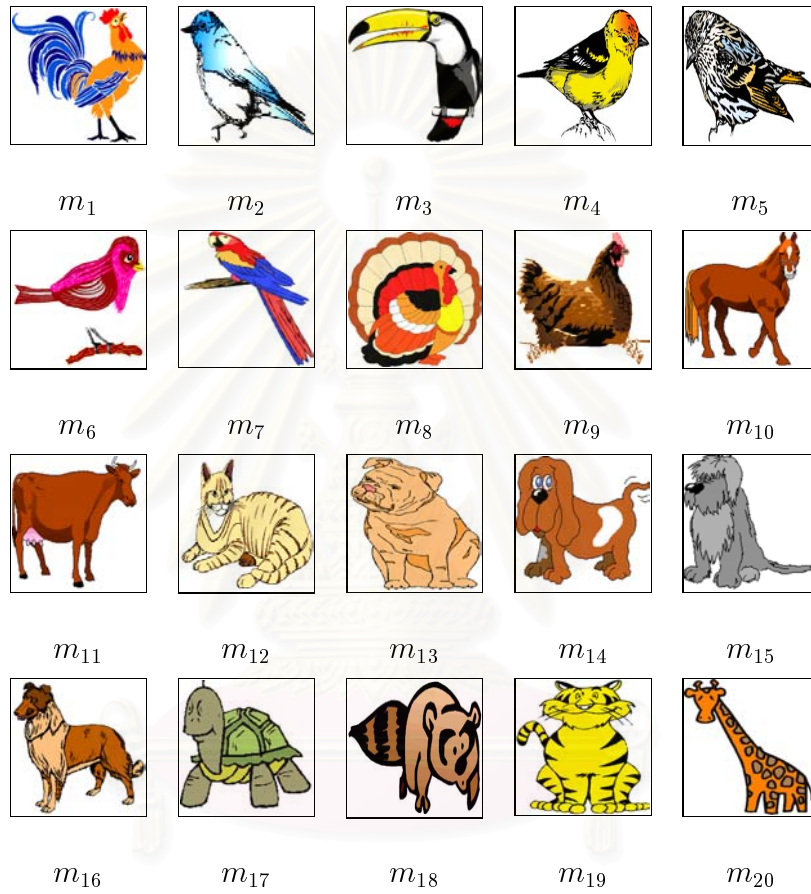 m₁ m₂ m₃ m₄ m₅
m₆ m₇ m₈ m₉ m₁₀
m₁₁ m₁₂ m₁₃ m₁₄ m₁₅
m₁₆ m₁₇ m₁₈ m₁₉ m₂₀